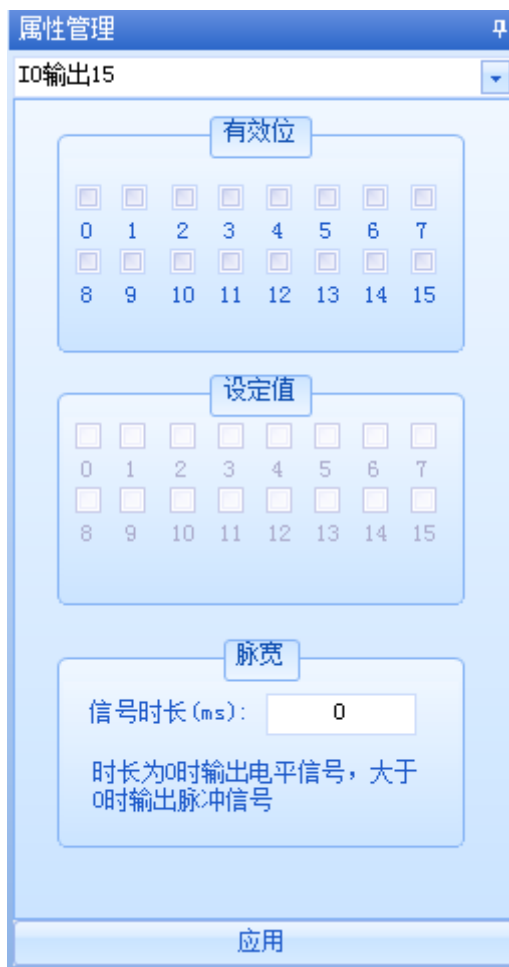 属性管理
IO输出15
有效位
0 1 2 3 4 5 6 7
8 9 10 11 12 13 14 15
设定值
0 1 2 3 4 5 6 7
8 9 10 11 12 13 14 15
脉宽
信号时长(ms): 0
时长为0时输出电平信号，大于
0时输出脉冲信号
应用